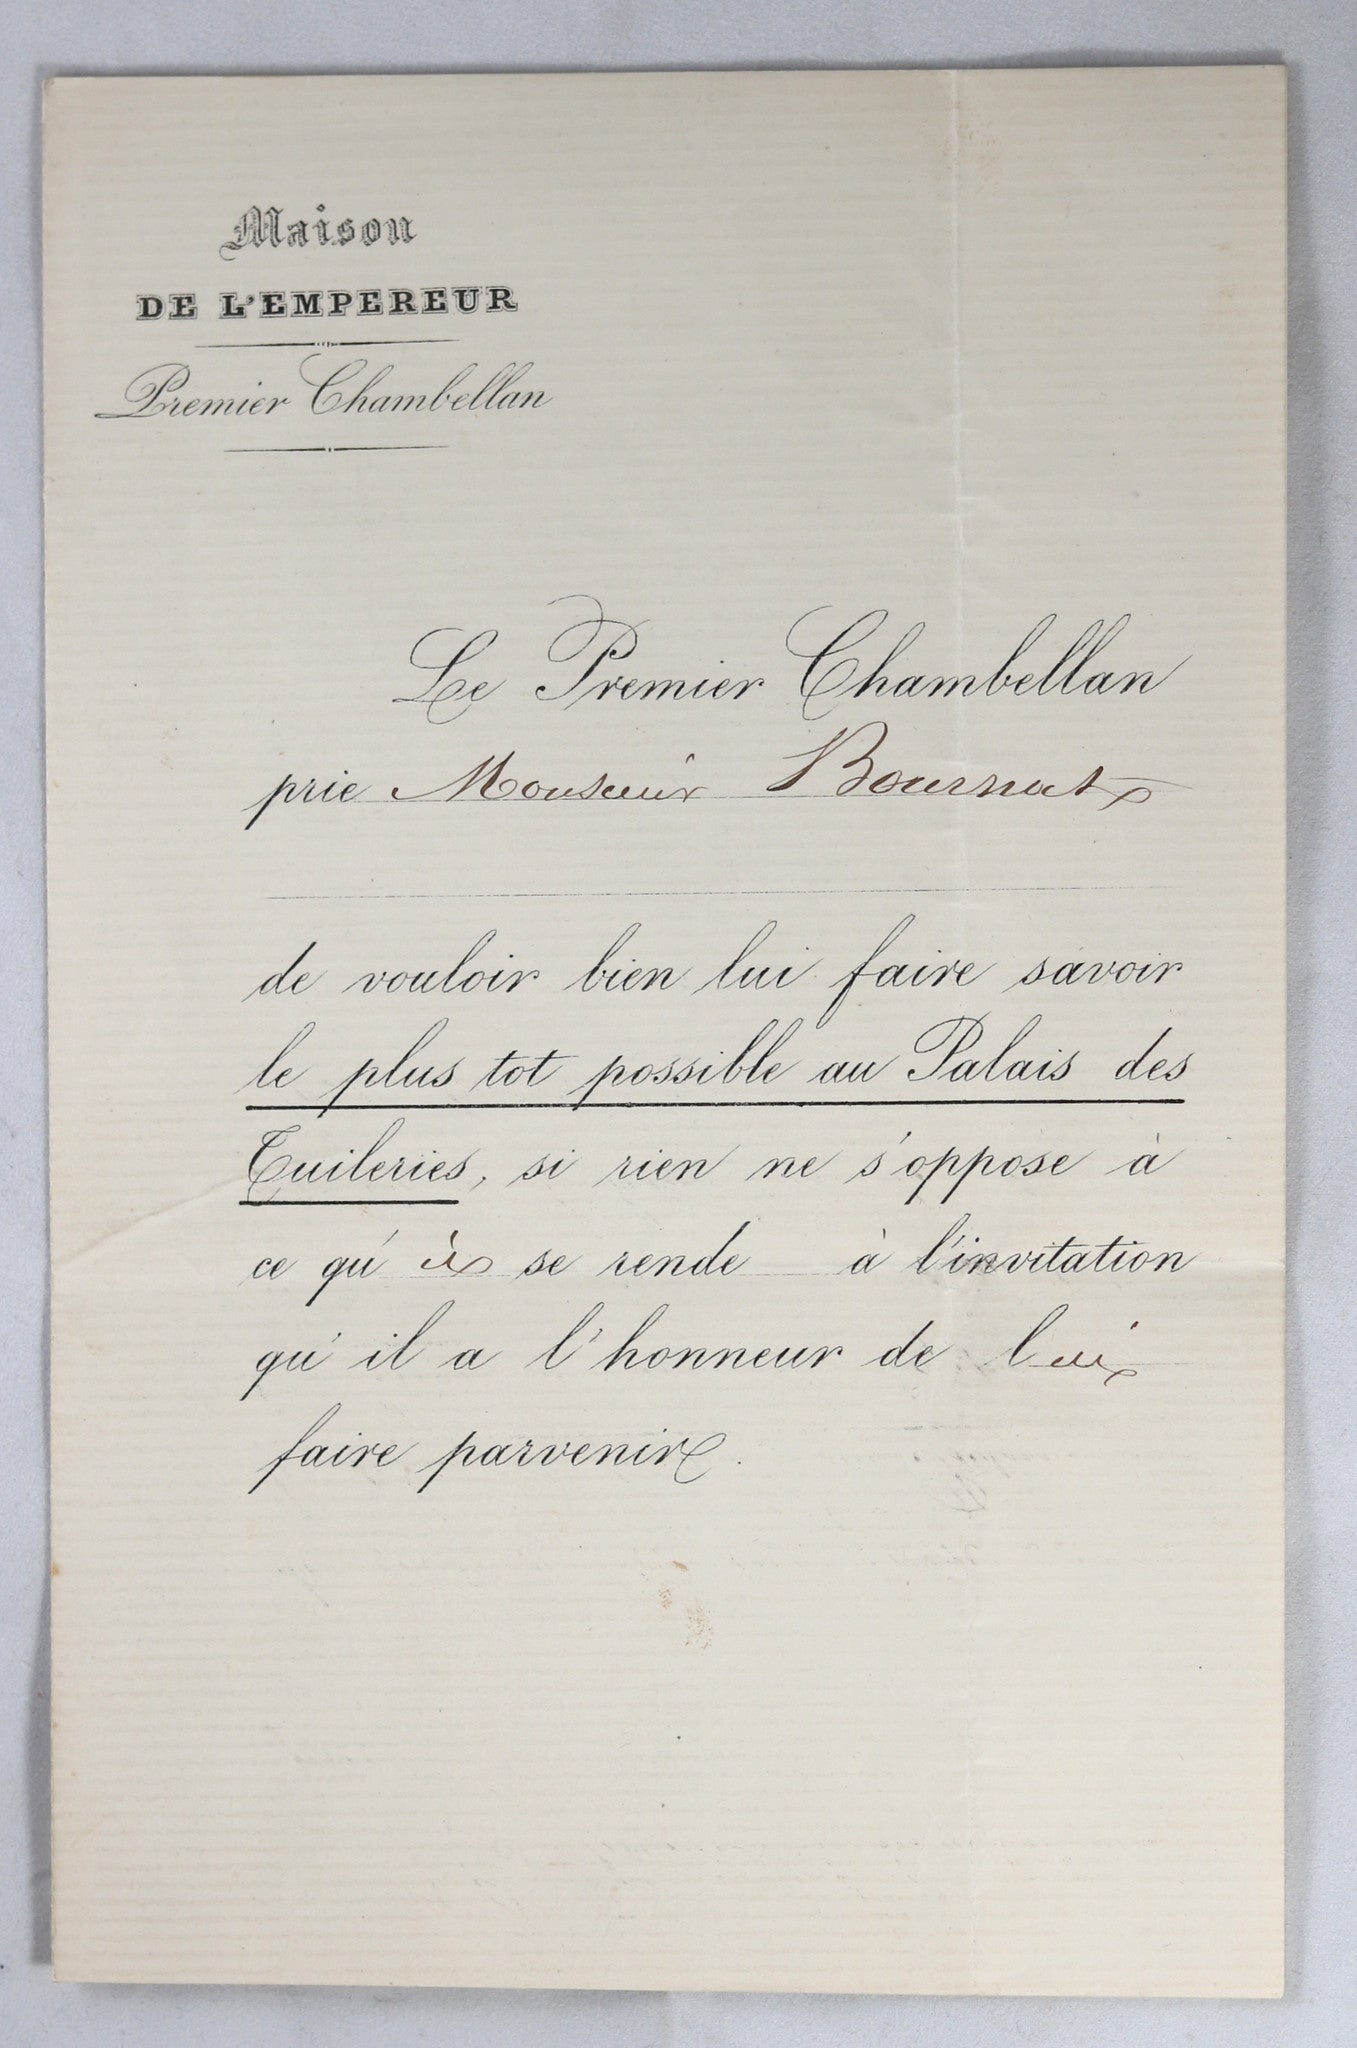 Maison
DE L'EMPEREUR
Premier Chambellan
Le Premier Chambellan
prie Monsieur Bournat
de vouloir bien lui faire savoir
le plus tot possible au Palais des
Tuileries, si rien ne s'oppose à
ce qu'il se rende à l'invitation
qu'il a l'honneur de lui
faire parvenir.